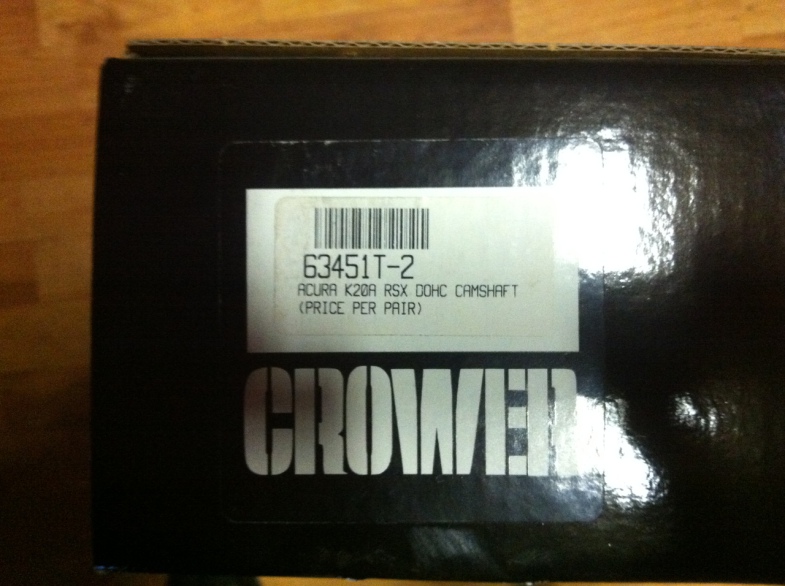 63451T-2
ACURA K20A RSX DOHC CAMSHAFT
(PRICE PER PAIR)
CROWER